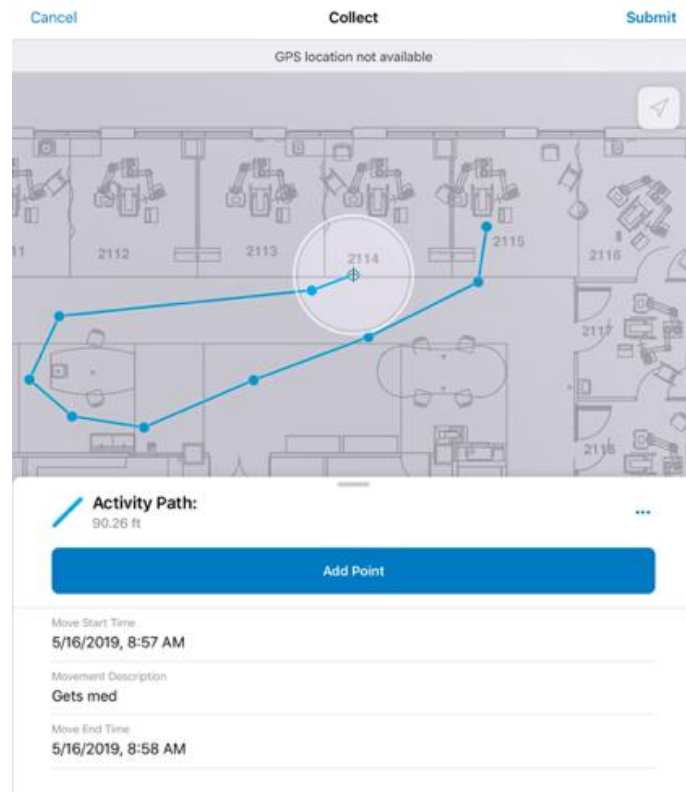 Cancel
Collect
Submit
GPS location not available
11
2112
2113
2114
2115
2116
2117
2118
Activity Path:
90.26 ft
...
Add Point
Move Start Time
5/16/2019, 8:57 AM
Movement Description
Gets med
Move End Time
5/16/2019, 8:58 AM